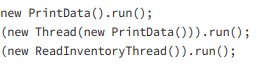 new PrintData().run();
(new Thread(new PrintData())).run();
(new ReadInventoryThread()).run();